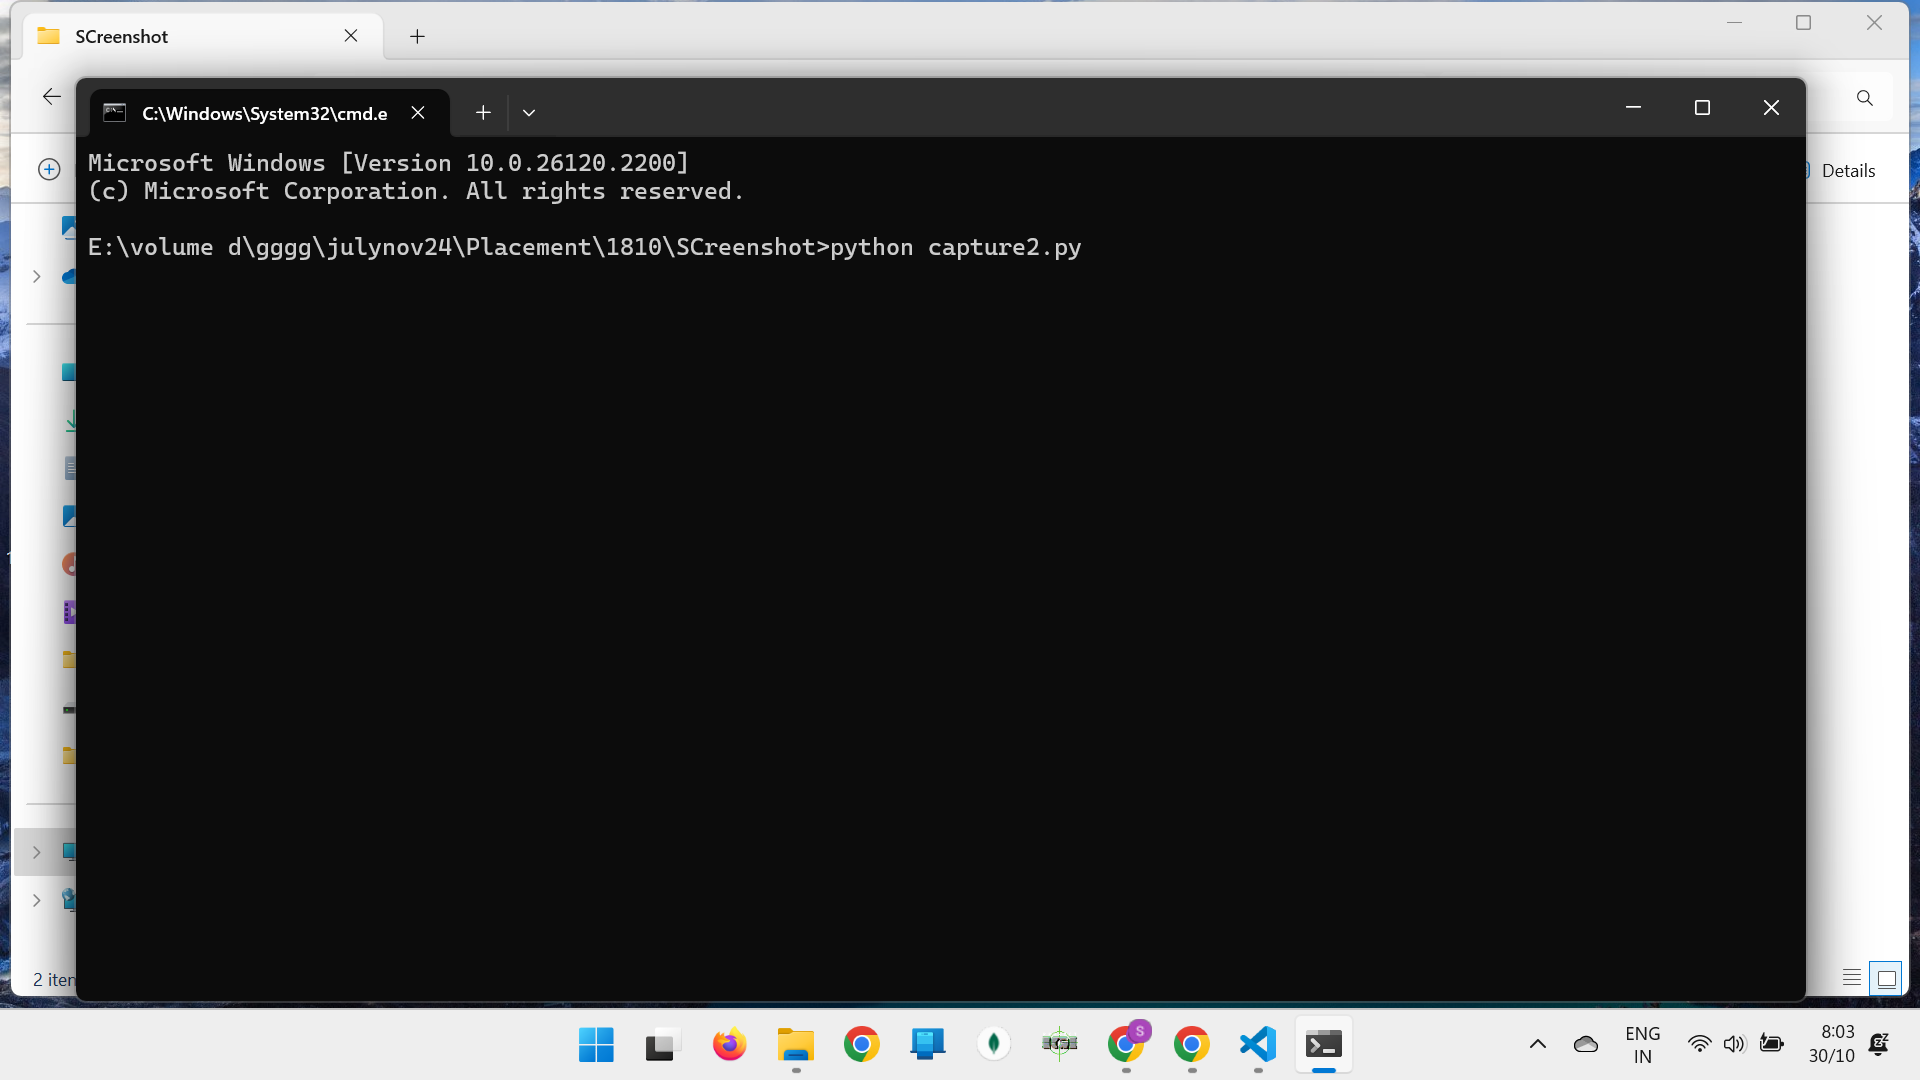 SCreenshot
C:\Windows\System32\cmd.e
Details
Microsoft Windows [Version 10.0.26120.2200]
(c) Microsoft Corporation. All rights reserved.
E:\volume d\gggg\julynov24\Placement\1810\SCreenshot>python capture2.py
2 iten
S
ENG
IN
8:03
30/10